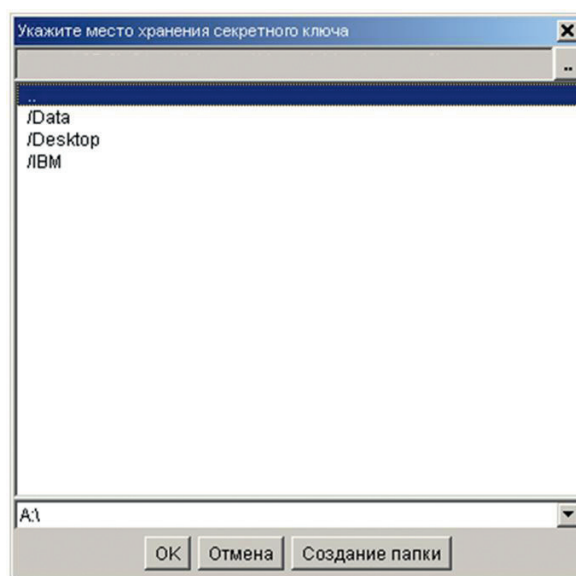 Укажите место хранения секретного ключа
..
..
/Data
/Desktop
/IBM
A:\
OK Отмена Создание папки